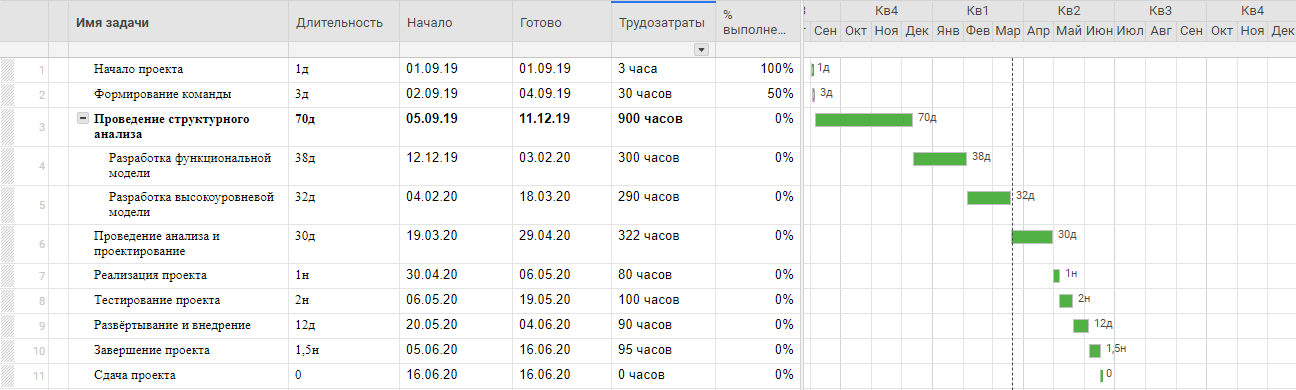 Имя задачи Длительность Начало Готово Трудозатраты % выполне...
Кв4 Кв1 Кв2 Кв3 Кв4
Сен Окт Ноя Дек Янв Фев Мар Апр Май Июн Июл Авг Сен Окт Ноя Дек
1 Начало проекта 1д 01.09.19 01.09.19 3 часа 100% 1д
2 Формирование команды 3д 02.09.19 04.09.19 30 часов 50% 3д
3 Проведение структурного 70д 05.09.19 11.12.19 900 часов 0% 70д
анализа
4 Разработка функциональной 38д 12.12.19 03.02.20 300 часов 0% 38д
модели
5 Разработка высокоуровневой 32д 04.02.20 18.03.20 290 часов 0% 32д
модели
6 Проведение анализа и 30д 19.03.20 29.04.20 322 часов 0% 30д
проектирование
7 Реализация проекта 1н 30.04.20 06.05.20 80 часов 0% 1н
8 Тестирование проекта 2н 06.05.20 19.05.20 100 часов 0% 2н
9 Развёртывание и внедрение 12д 20.05.20 04.06.20 90 часов 0% 12д
10 Завершение проекта 1,5н 05.06.20 16.06.20 95 часов 0% 1,5н
11 Сдача проекта 0 16.06.20 16.06.20 0 часов 0% 0